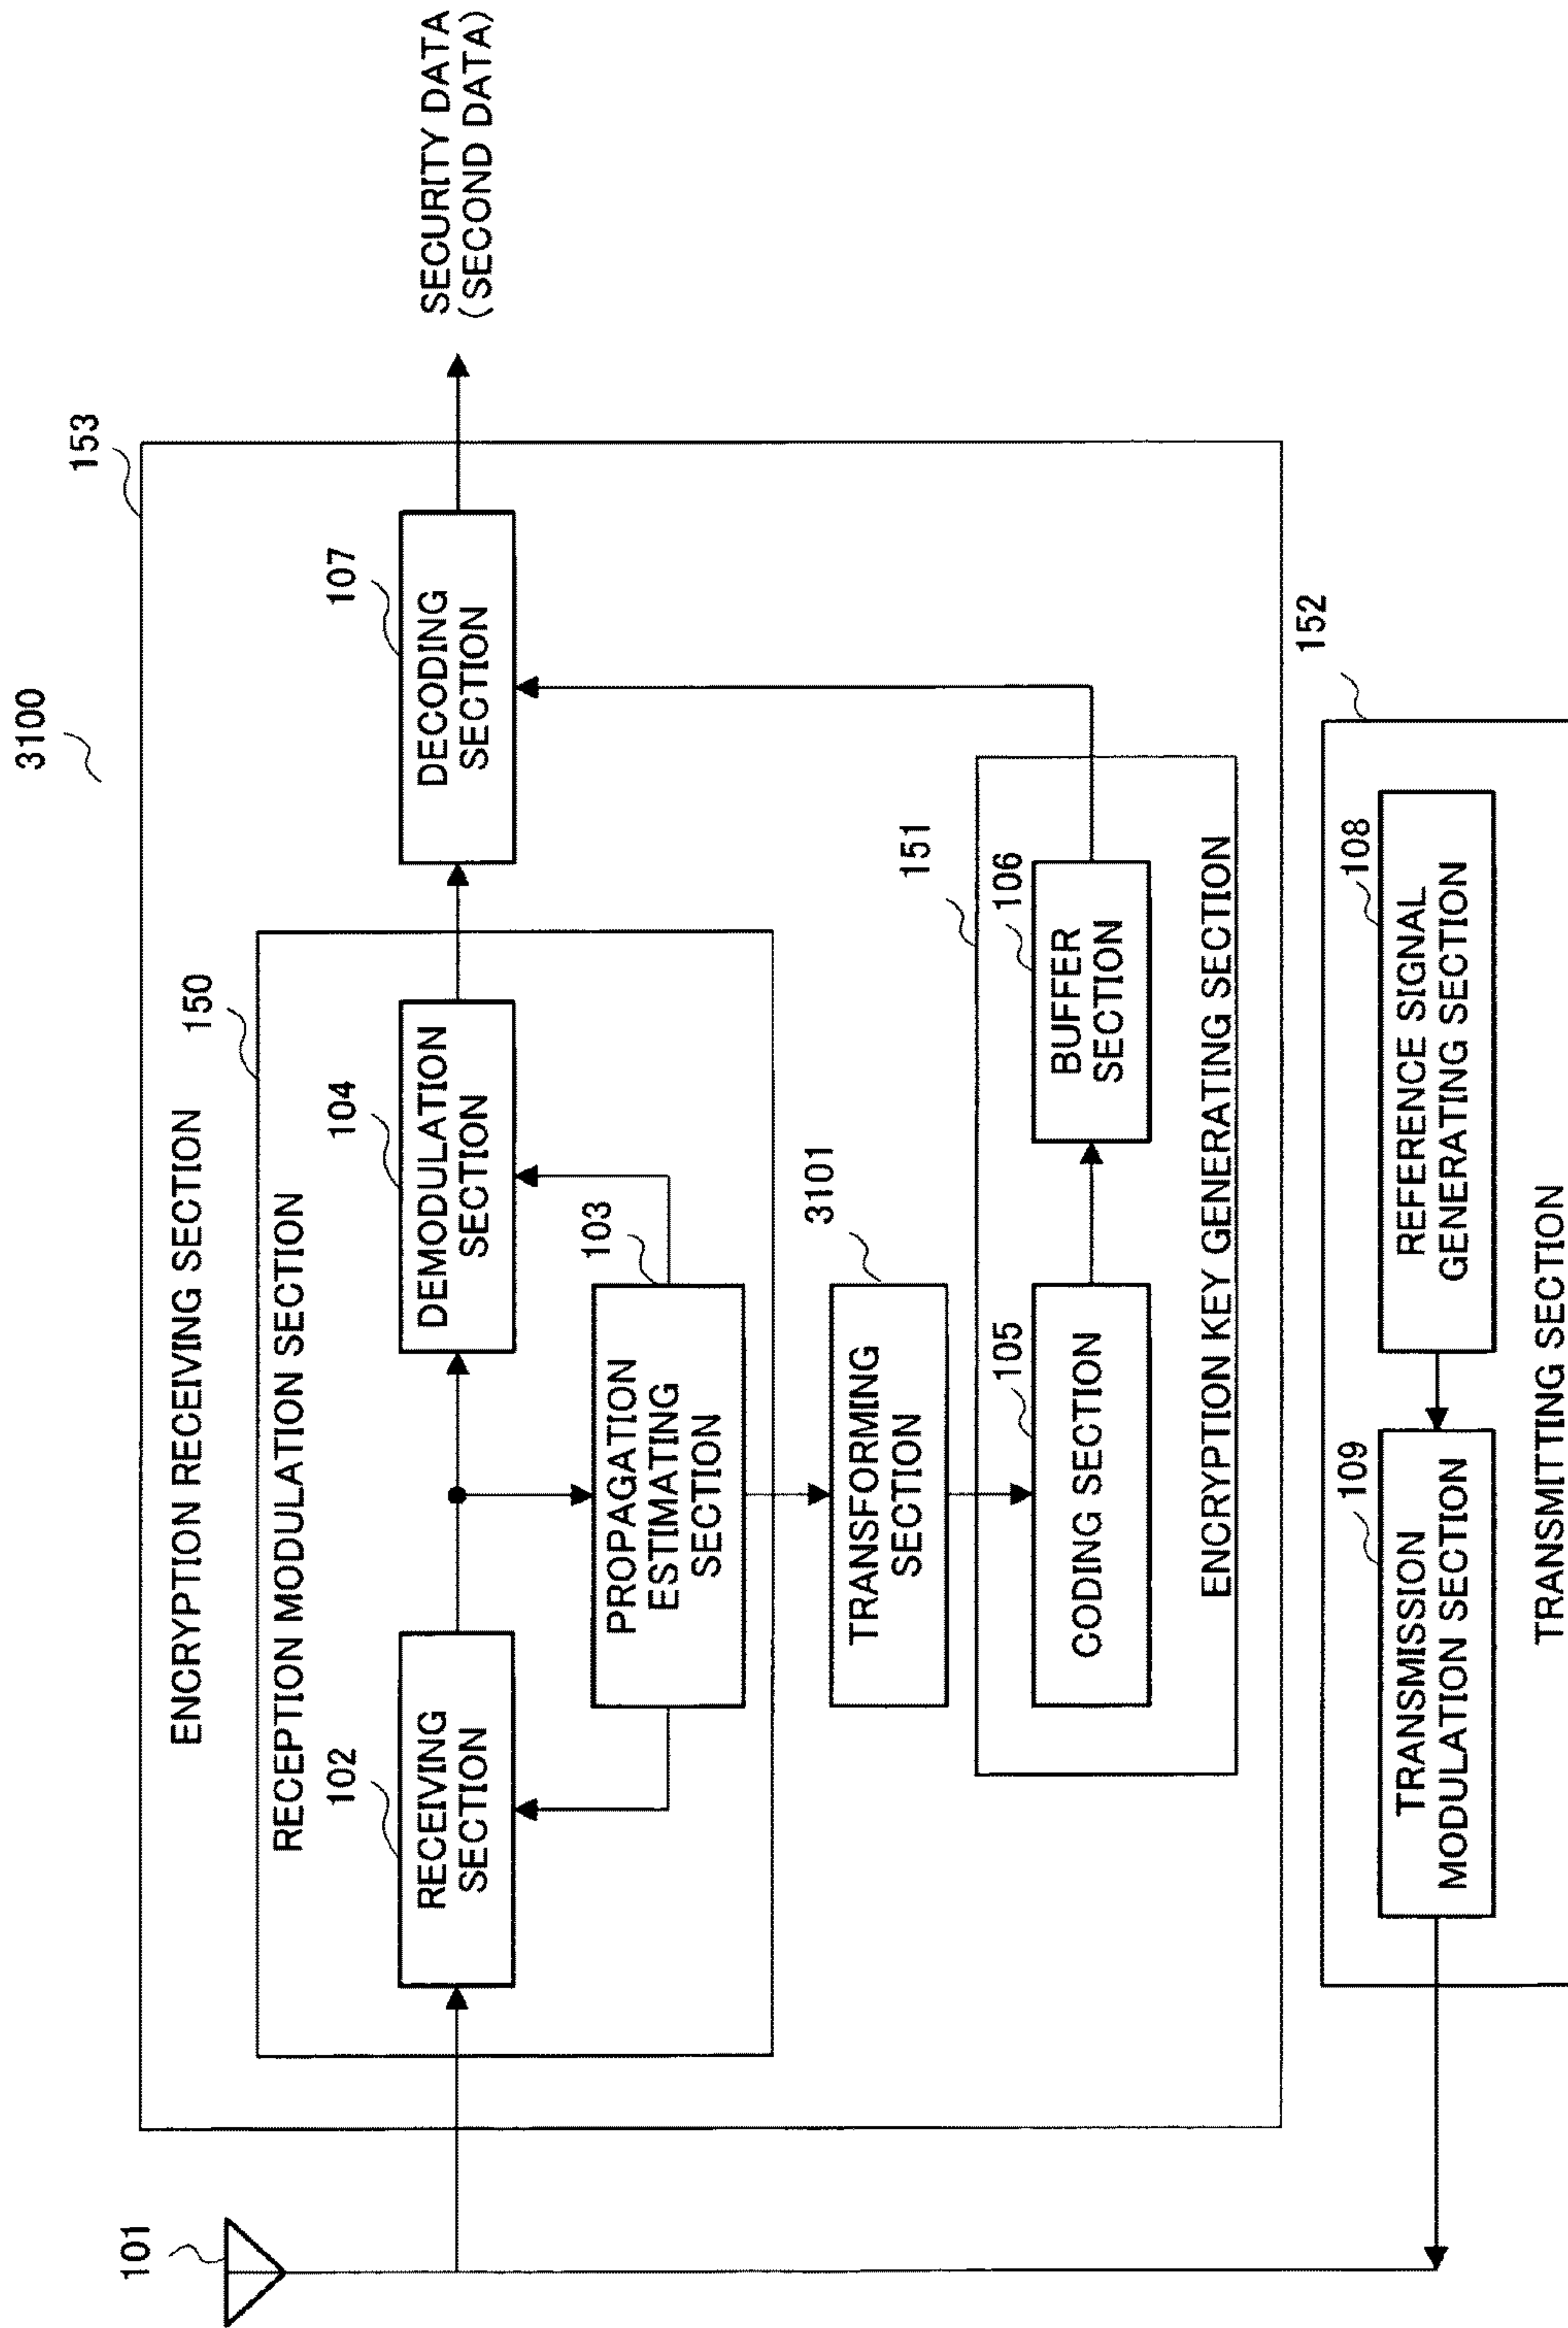 3100
153
ENCRYPTION RECEIVING SECTION
150
RECEPTION MODULATION SECTION
101
102
RECEIVING
SECTION
104
DEMODULATION
SECTION
107
DECODING
SECTION
SECURITY DATA
(SECOND DATA)
103
PROPAGATION
ESTIMATING
SECTION
3101
TRANSFORMING
SECTION
151
105
CODING SECTION
106
BUFFER
SECTION
ENCRYPTION KEY GENERATING SECTION
152
109
TRANSMISSION
MODULATION SECTION
108
REFERENCE SIGNAL
GENERATING SECTION
TRANSMITTING SECTION